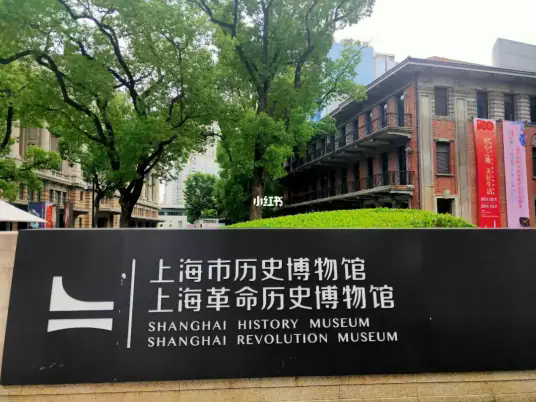 小红书
上海市历史博物馆
上海革命历史博物馆
SHANGHAI HISTORY MUSEUM
SHANGHAI REVOLUTION MUSEUM